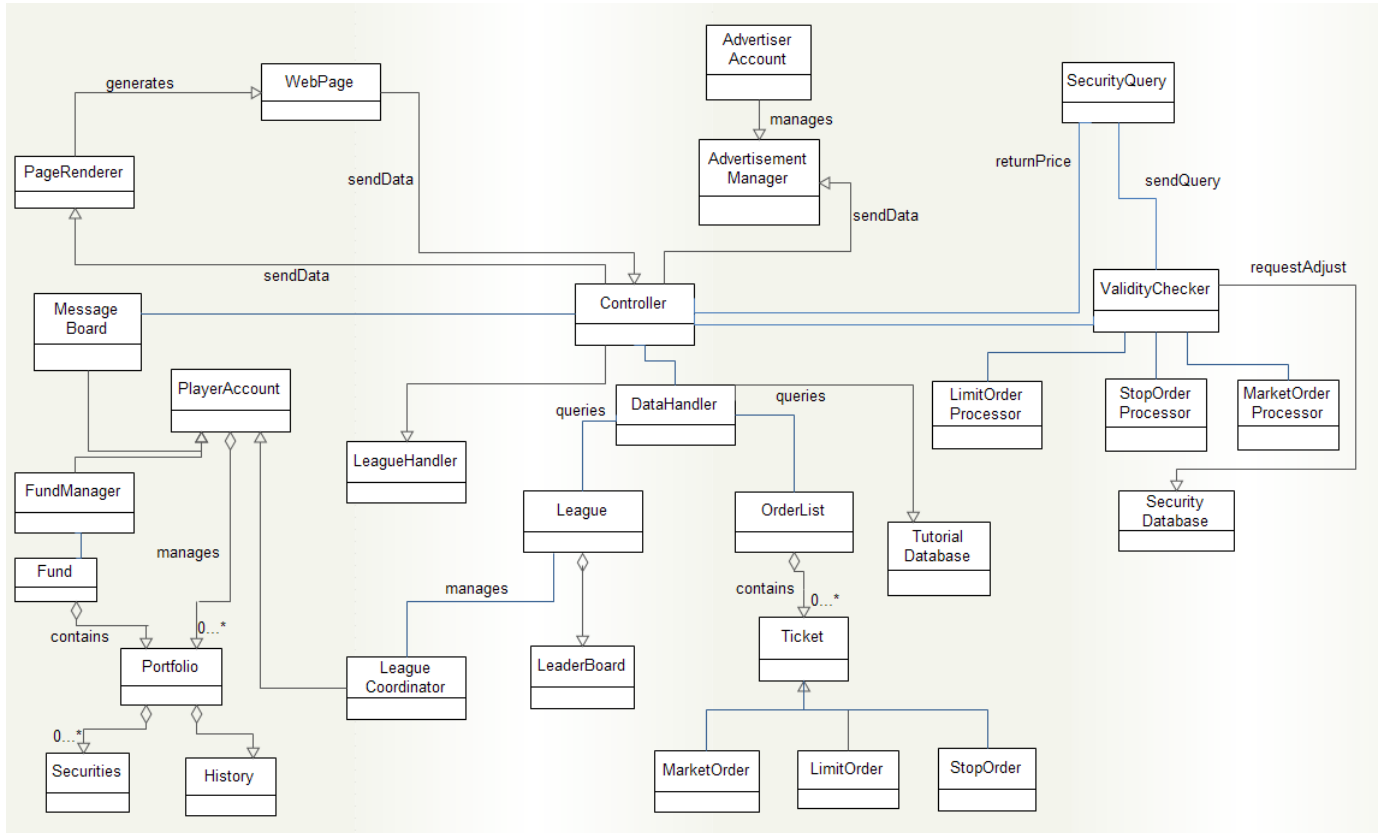 Advertiser
Account
WebPage
SecurityQuery
generates
manages
PageRenderer
Advertisement
Manager
returnPrice
sendData
sendQuery
sendData
sendData
requestAdjust
Message
Board
Controller
ValidityChecker
PlayerAccount
DataHandler
queries
queries
LimitOrder
Processor
StopOrder
Processor
MarketOrder
Processor
LeagueHandler
FundManager
League
OrderList
Security
Database
Tutorial
Database
manages
Fund
manages
contains
0...*
contains
0...*
Portfolio
League
Coordinator
LeaderBoard
Ticket
0...*
Securities
History
MarketOrder
LimitOrder
StopOrder